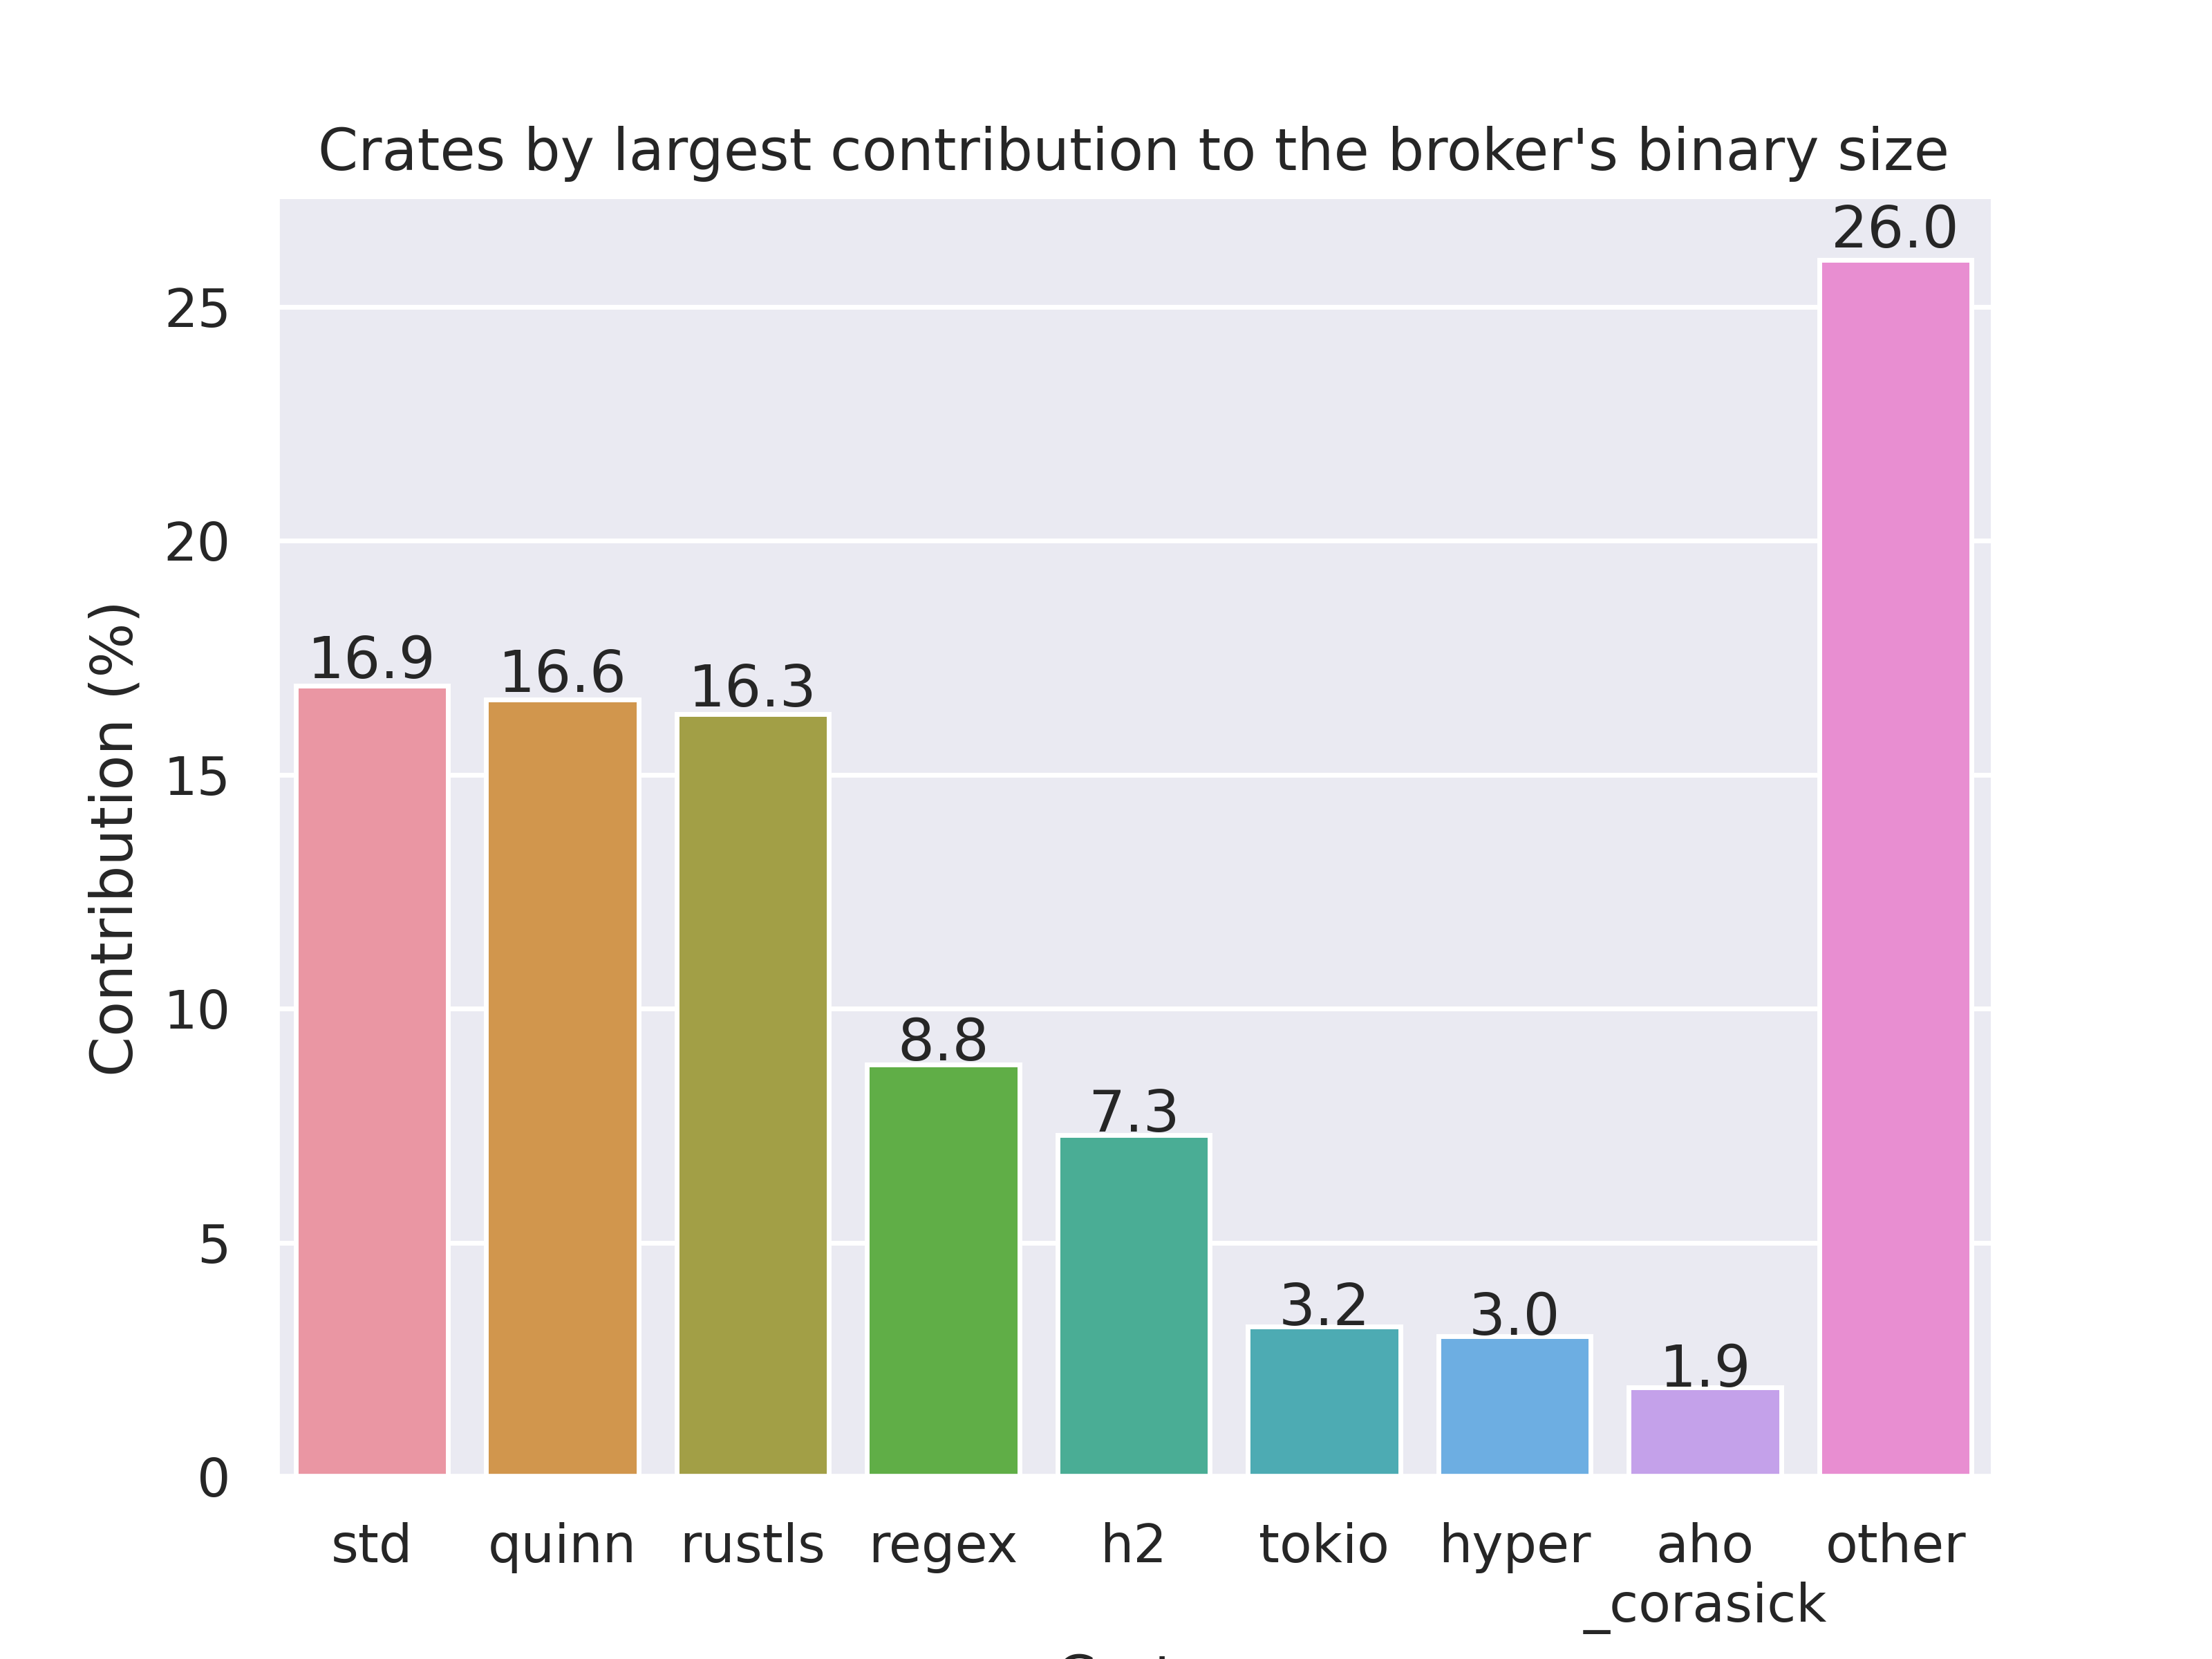 Crates by largest contribution to the broker's binary size
Contribution (%)
25
20
15
10
5
0
16.9
16.6
16.3
8.8
7.3
3.2
3.0
1.9
26.0
std
quinn
rustls
regex
h2
tokio
hyper
aho
_corasick
other